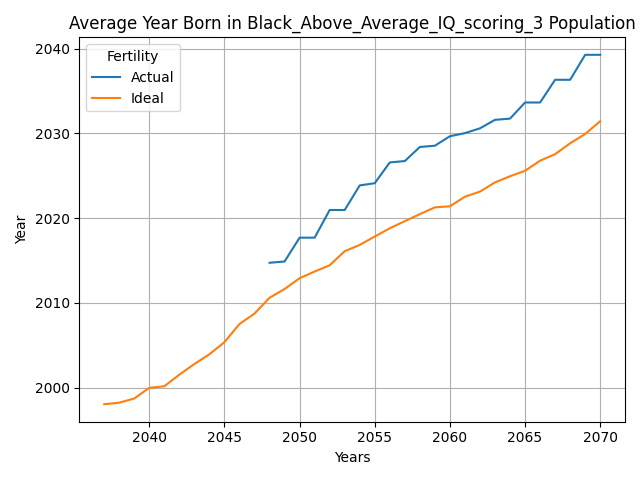 Average Year Born in Black_Above_Average_IQ_scoring_3 Population
Fertility
Actual
Ideal
2040
2030
2020
2010
2000
Year
2040 2045 2050 2055 2060 2065 2070
Years